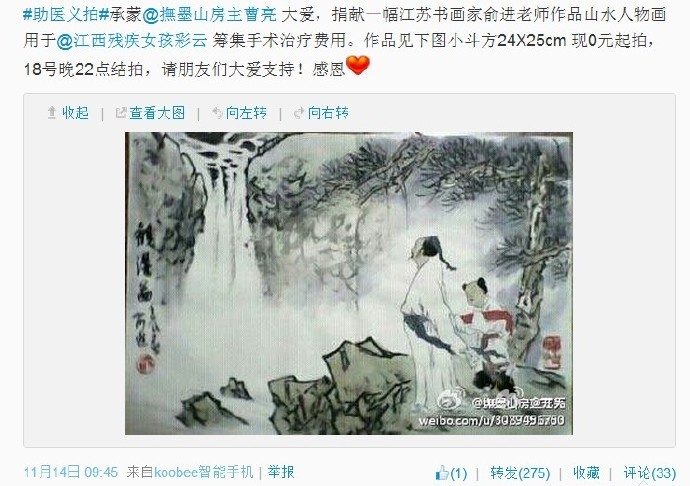 #助医义拍#承蒙@撫墨山房主曹亮 大爱，捐献一幅江苏书画家俞进老师作品山水人物画
用于@江西残疾女孩彩云 筹集手术治疗费用。作品见下图小斗方24X25cm 现0元起拍，
18号晚22点结拍，请朋友们大爱支持！感恩
收起 | 查看大图 | 向左转 | 向右转
觀瀑圖
weibo.com/u/
11月14日 09:45 来自koobee智能手机 | 举报
(1) | 转发(275) | 收藏 | 评论(33)